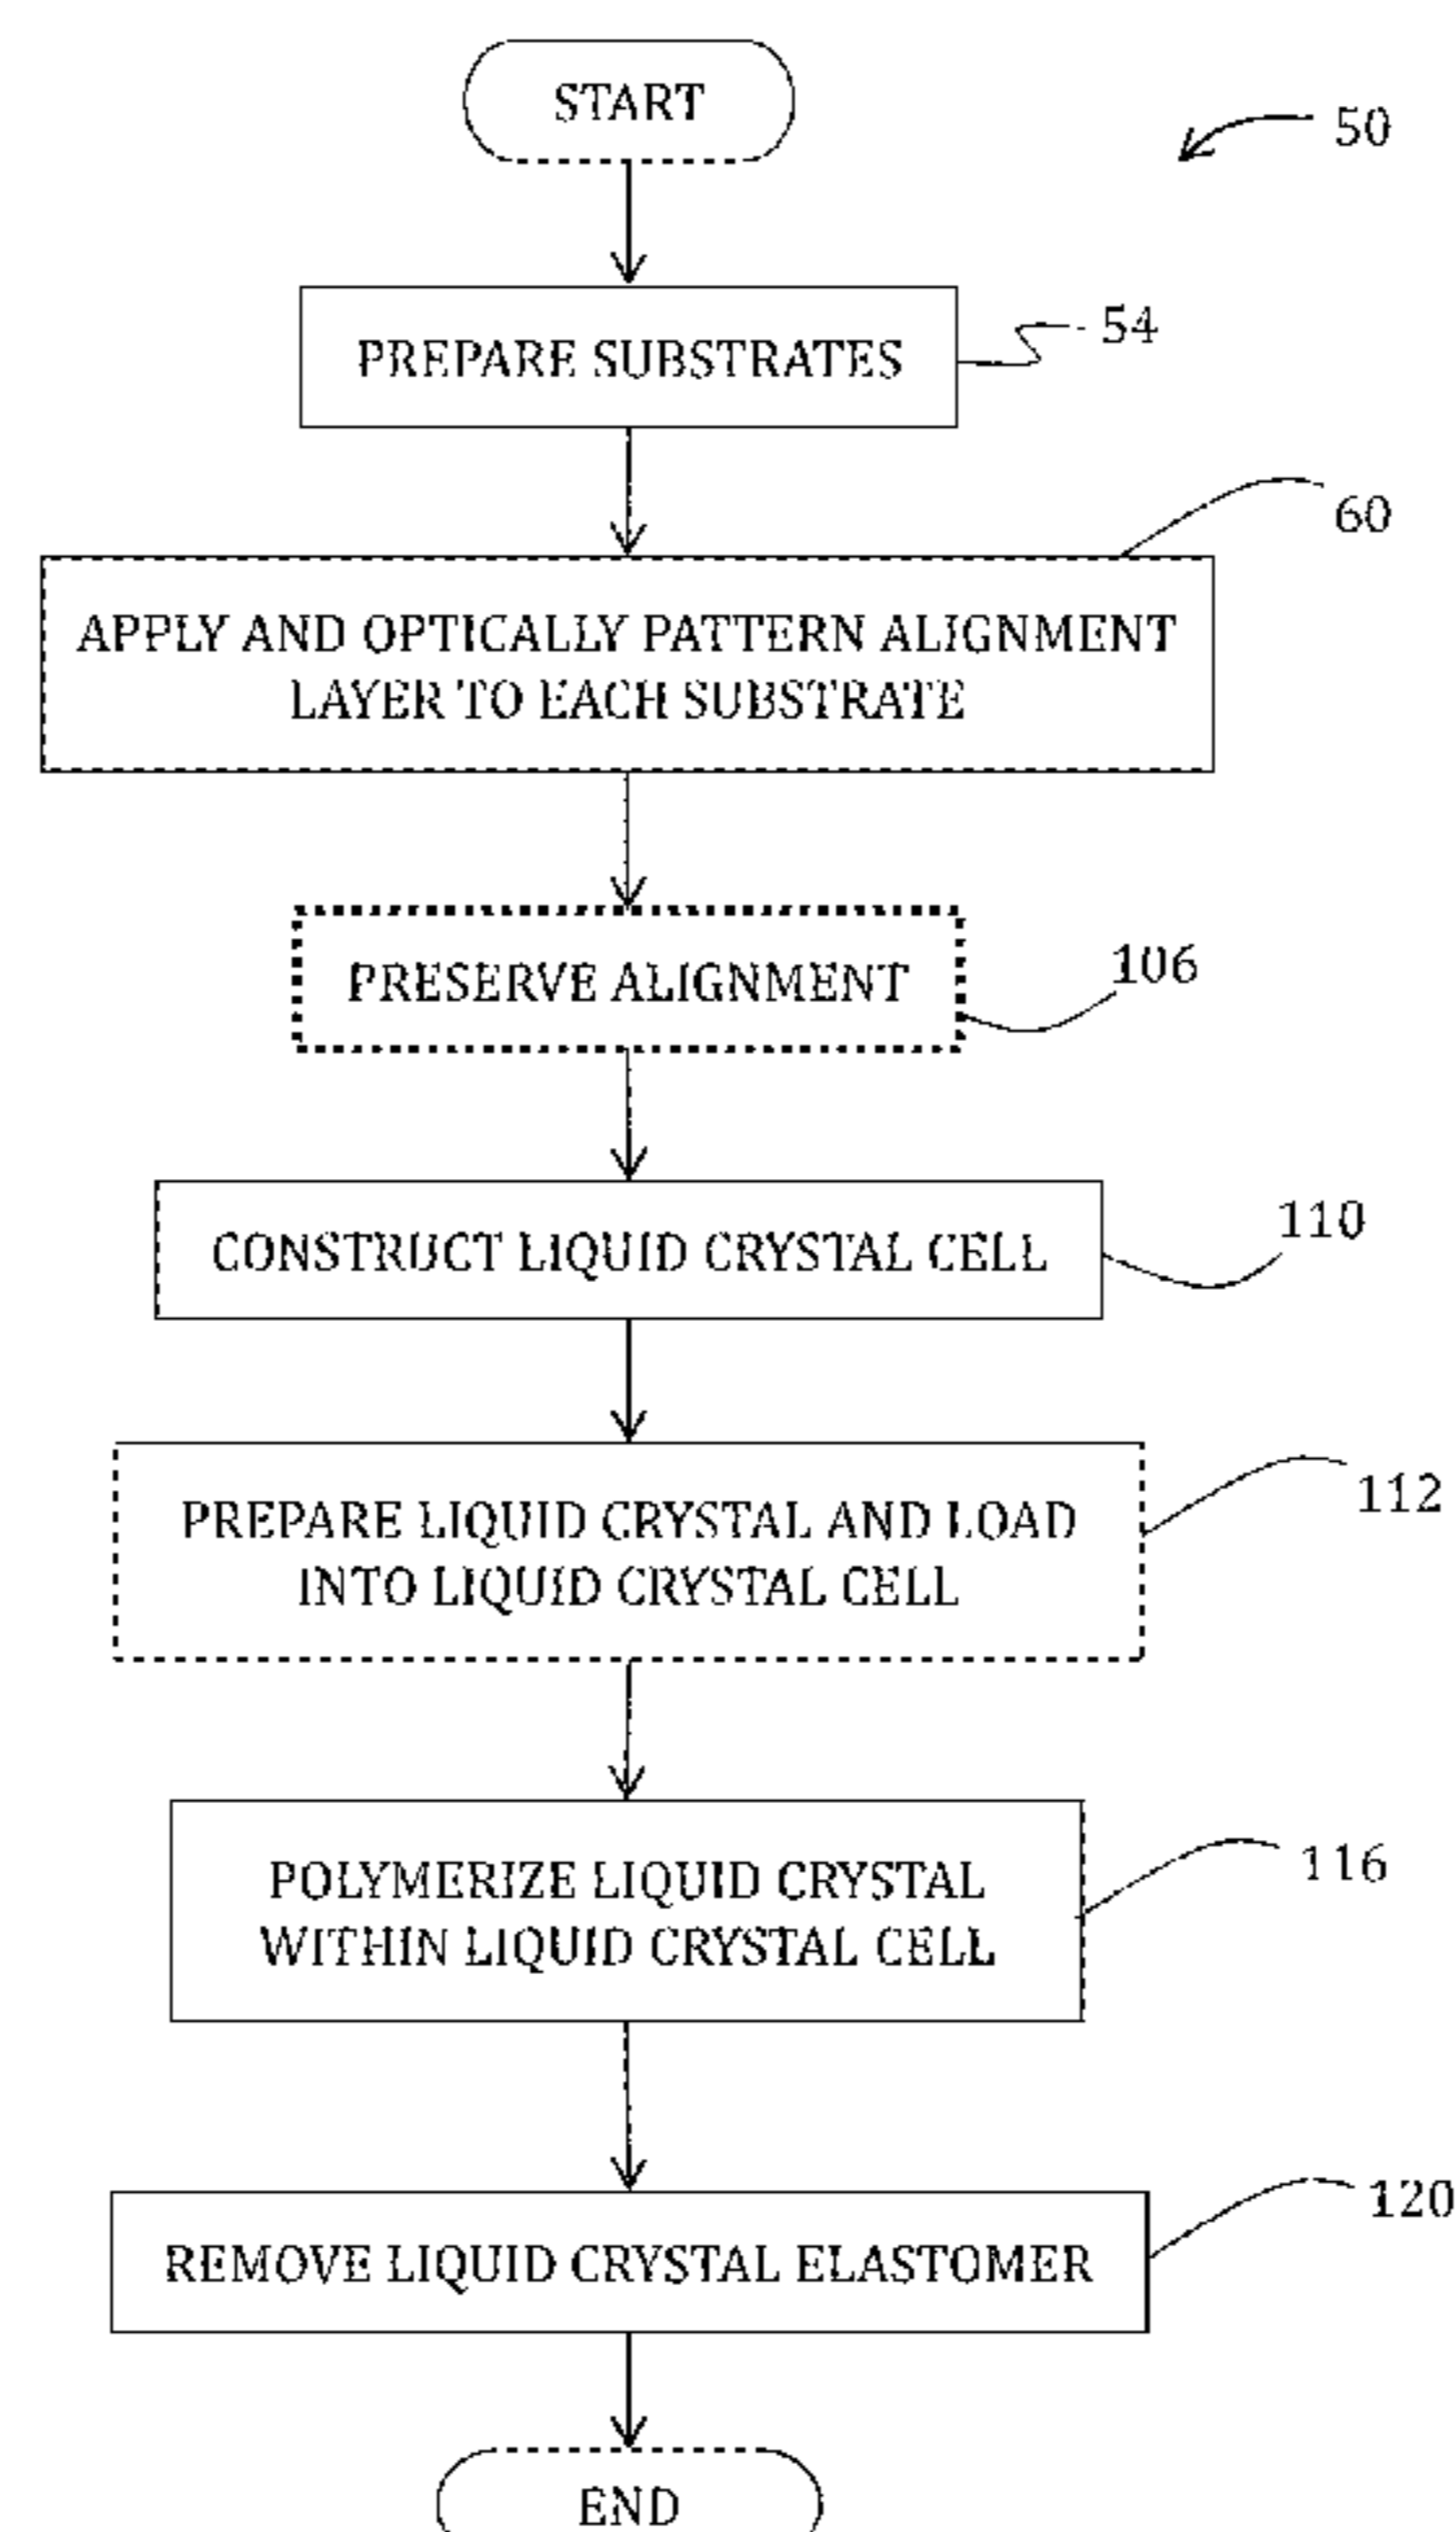 START
50
PREPARE SUBSTRATES
54
60
APPLY AND OPTICALLY PATTERN ALIGNMENT
LAYER TO EACH SUBSTRATE
PRESERVE ALIGNMENT
106
CONSTRUCT LIQUID CRYSTAL CELL
110
PREPARE LIQUID CRYSTAL AND LOAD
INTO LIQUID CRYSTAL CELL
112
POLYMERIZE LIQUID CRYSTAL
WITHIN LIQUID CRYSTAL CELL
116
REMOVE LIQUID CRYSTAL ELASTOMER
120
END